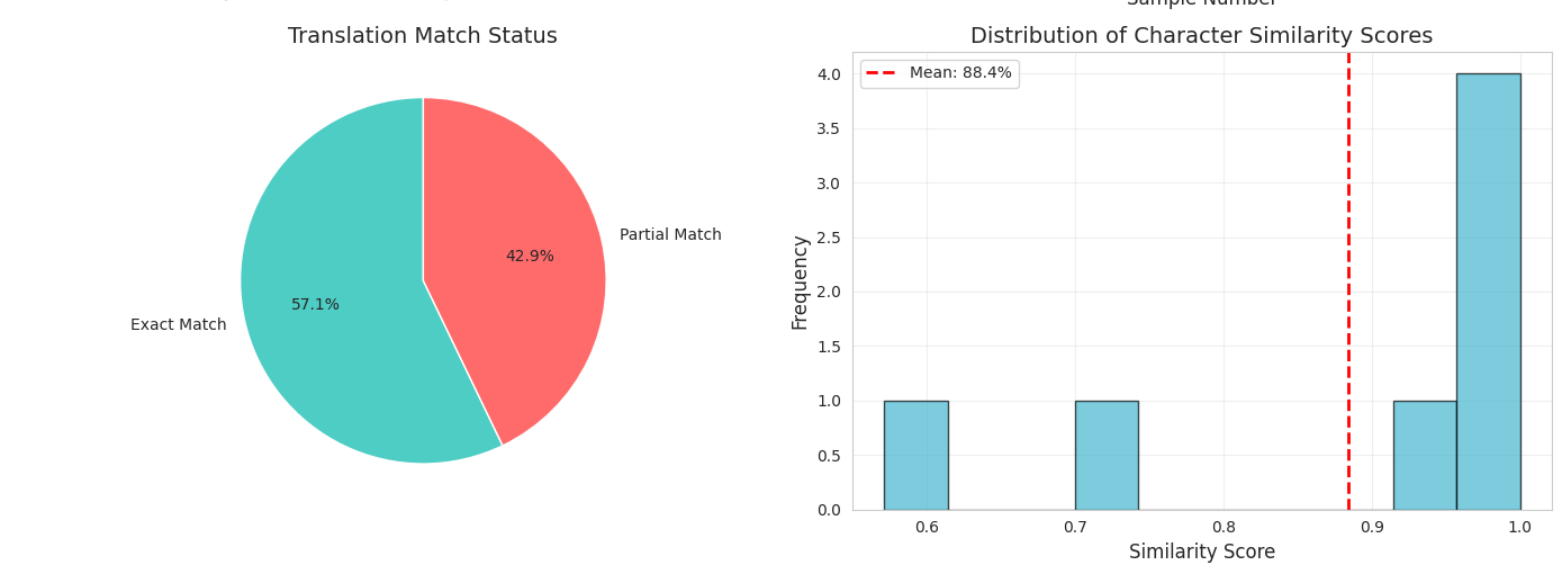 Sample Number
Translation Match Status
Partial Match
42.9%
57.1%
Exact Match
Distribution of Character Similarity Scores
Mean: 88.4%
4.0
3.5
3.0
2.5
2.0
1.5
1.0
0.5
0.0
Frequency
0.6
0.7
0.8
0.9
1.0
Similarity Score